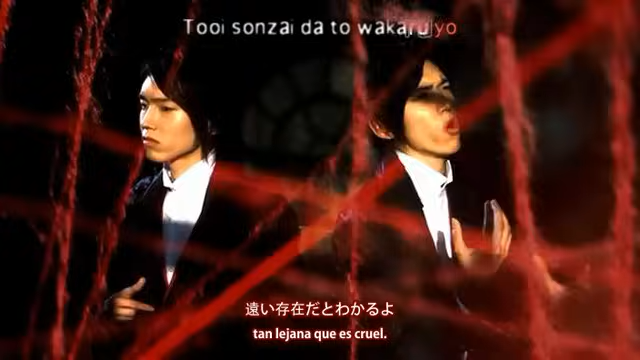 Tooi sonzai da to wakaru yo
遠い存在だとわかるよ
tan lejana que es cruel.